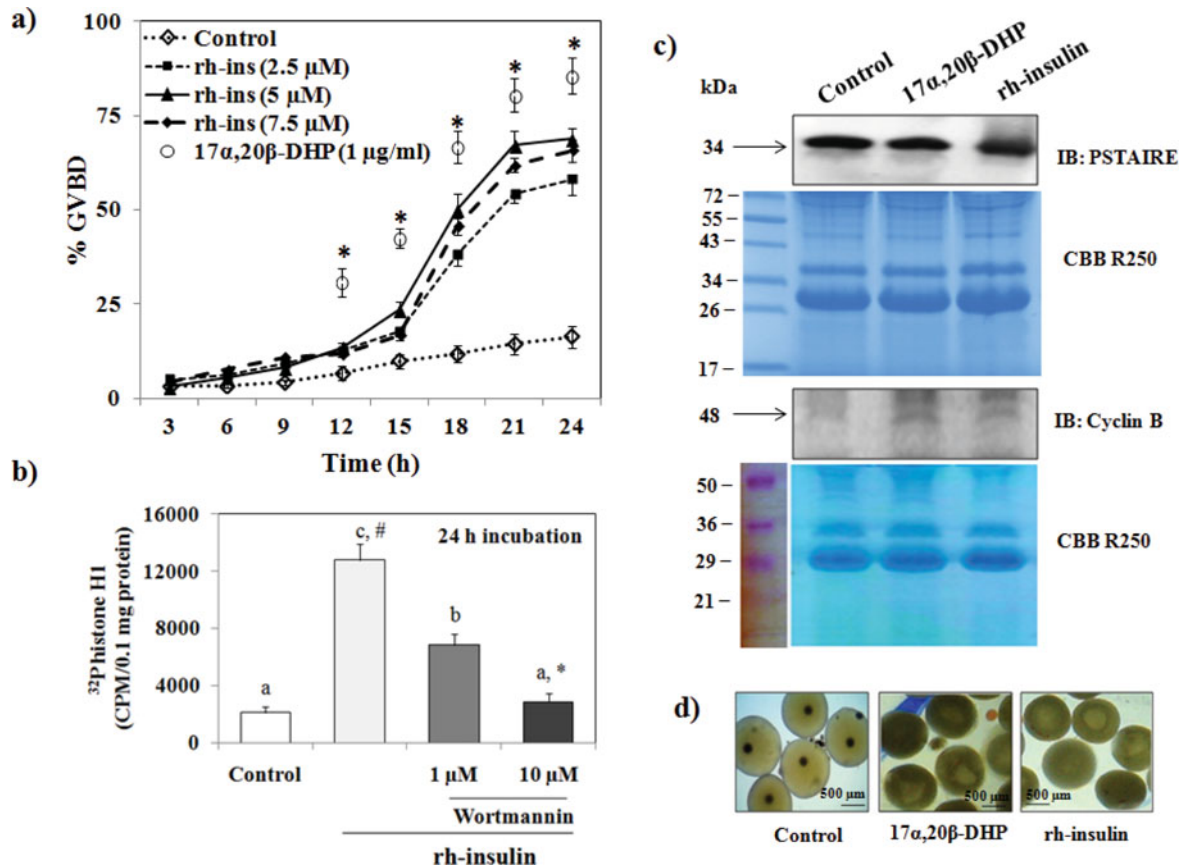 a)
100
75
50
25
0
% GVBD
Control
rh-ins (2.5 µM)
rh-ins (5 µM)
rh-ins (7.5 µM)
17α,20β-DHP (1 µg/ml)
* * * * *
3 6 9 12 15 18 21 24
Time (h)
b)
16000
12000
8000
4000
0
32Phistone H1
(CPM/0.1 mg protein)
24 h incubation
a
c, #
b
a, *
Control
1 µM 10 µM
Wortmannin
rh-insulin
c)
kDa
Control
17α,20β-DHP
rh-insulin
34
IB: PSTAIRE
72
55
43
34
26
17
CBB R250
48
IB: Cyclin B
50
36
29
21
CBB R250
d)
500 µm 500 µm 500 µm
Control 17α,20β-DHP rh-insulin